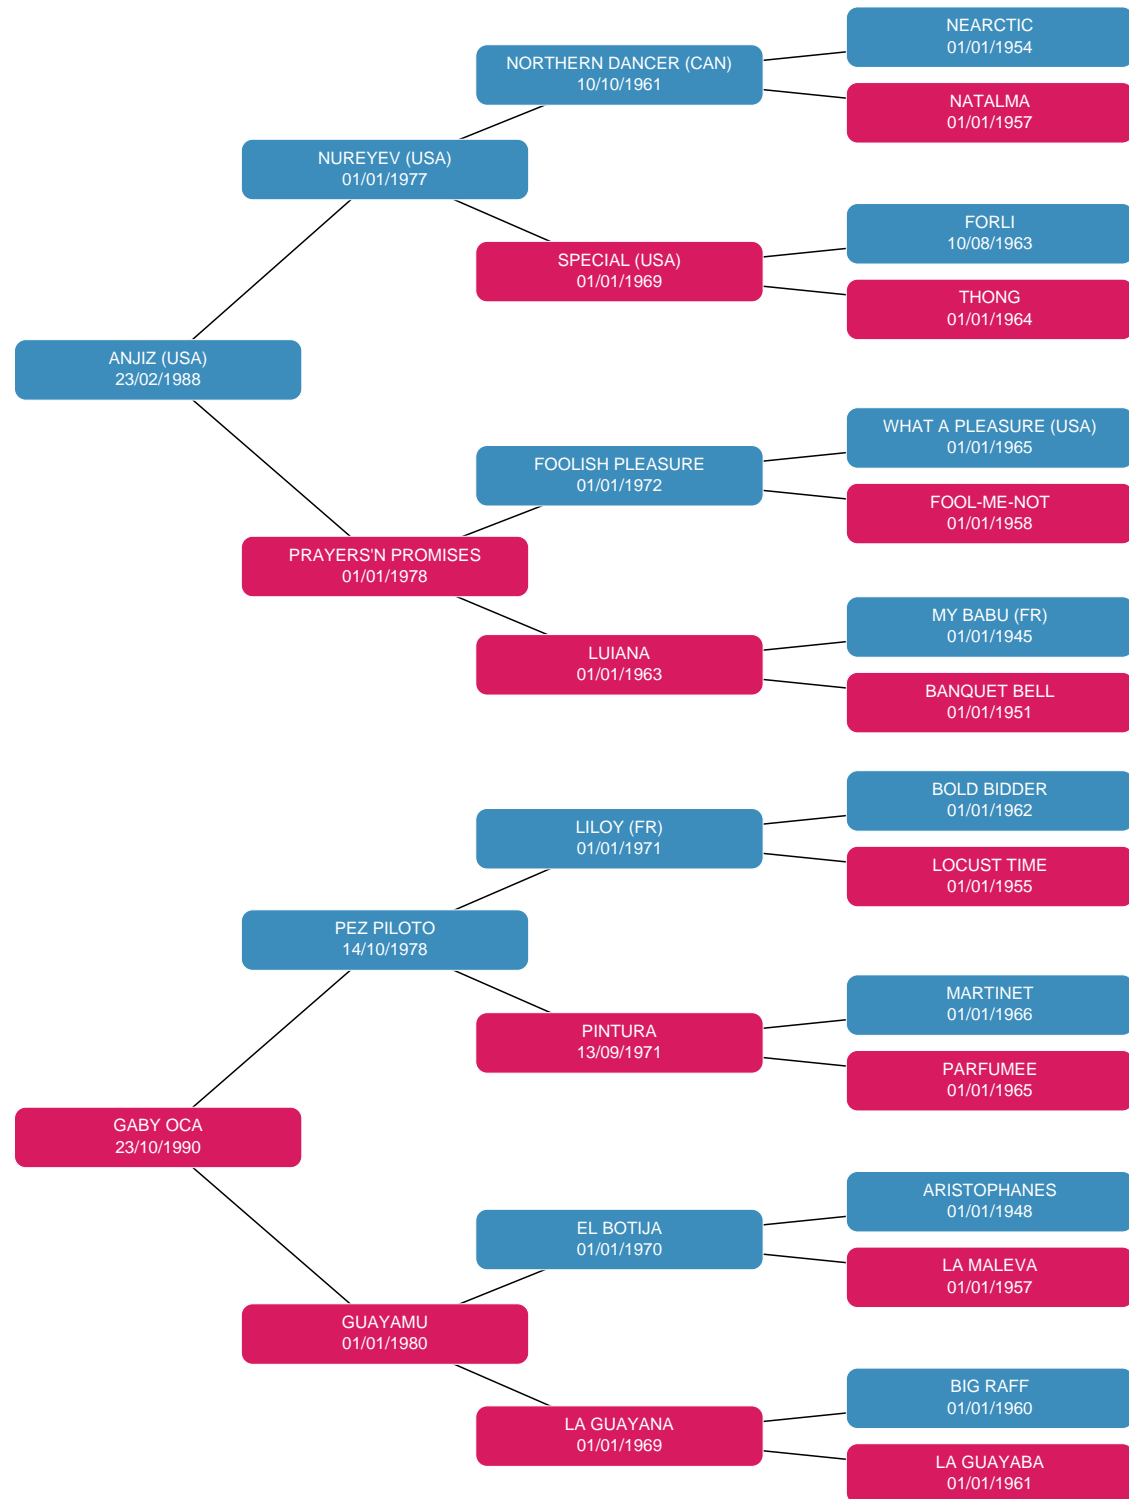 NEARCTIC
01/01/1954
NORTHERN DANCER (CAN)
10/10/1961
NATALMA
01/01/1957
NUREYEV (USA)
01/01/1977
FORLI
10/08/1963
SPECIAL (USA)
01/01/1969
THONG
01/01/1964
ANJIZ (USA)
23/02/1988
WHAT A PLEASURE (USA)
01/01/1965
FOOLISH PLEASURE
01/01/1972
FOOL-ME-NOT
01/01/1958
PRAYERS'N PROMISES
01/01/1978
MY BABU (FR)
01/01/1945
LUIANA
01/01/1963
BANQUET BELL
01/01/1951
BOLD BIDDER
01/01/1962
LILOY (FR)
01/01/1971
LOCUST TIME
01/01/1955
PEZ PILOTO
14/10/1978
MARTINET
01/01/1966
PINTURA
13/09/1971
PARFUMEE
01/01/1965
GABY OCA
23/10/1990
ARISTOPHANES
01/01/1948
EL BOTIJA
01/01/1970
LA MALEVA
01/01/1957
GUAYAMU
01/01/1980
BIG RAFF
01/01/1960
LA GUAYANA
01/01/1969
LA GUAYABA
01/01/1961